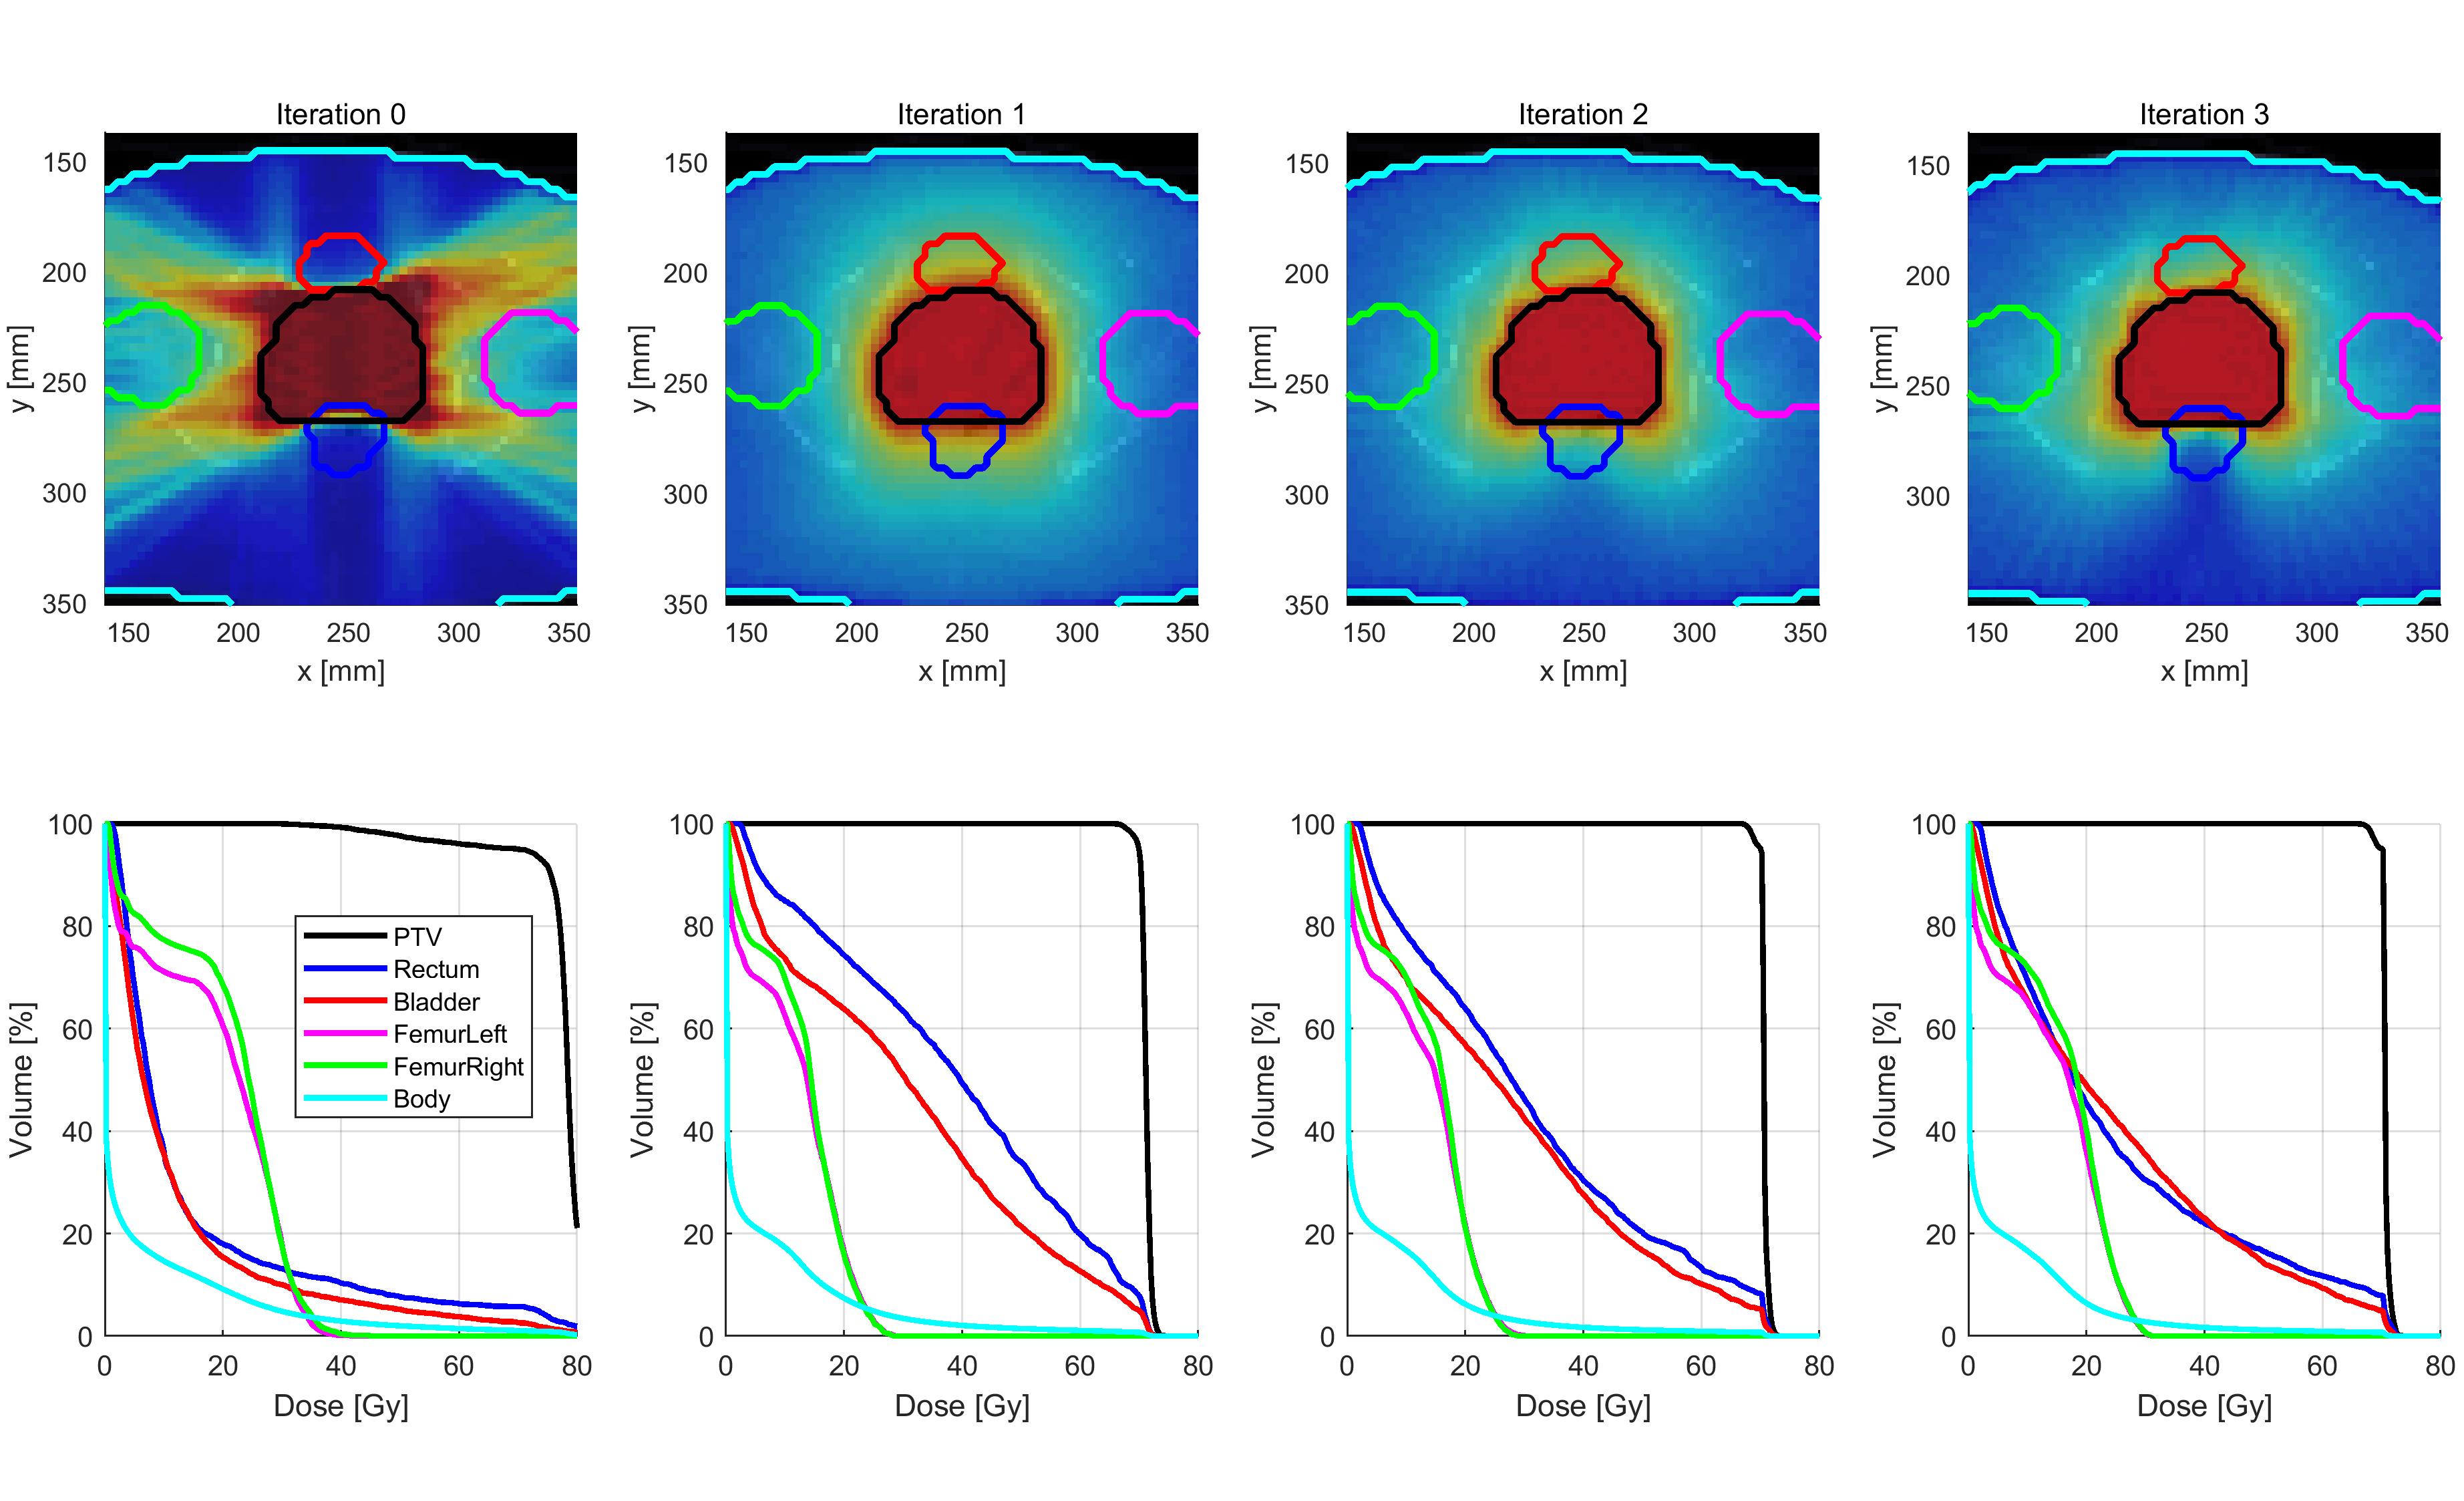 Iteration 0
Iteration 1
Iteration 2
Iteration 3
y [mm]
150
200
250
300
350
150 200 250 300 350
x [mm]
y [mm]
150
200
250
300
350
150 200 250 300 350
x [mm]
y [mm]
150
200
250
300
350
150 200 250 300 350
x [mm]
y [mm]
150
200
250
300
150 200 250 300 350
x [mm]
Volume [%]
100
80
60
40
20
0
PTV
Rectum
Bladder
FemurLeft
FemurRight
Body
0 20 40 60 80
Dose [Gy]
Volume [%]
100
80
60
40
20
0
0 20 40 60 80
Dose [Gy]
Volume [%]
100
80
60
40
20
0
0 20 40 60 80
Dose [Gy]
Volume [%]
100
80
60
40
20
0
0 20 40 60 80
Dose [Gy]